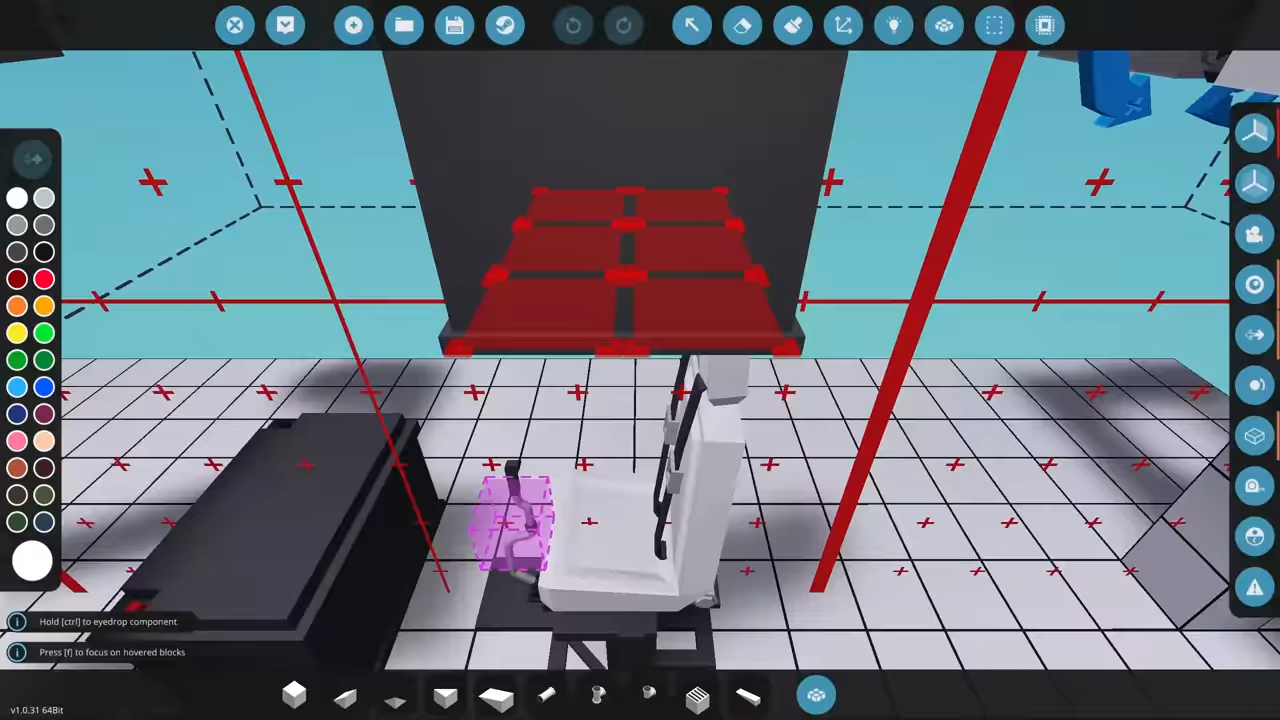 Hold [ctrl] to eyedrop component
Press [f] to focus on hovered blocks
v1.0.31 64Bit